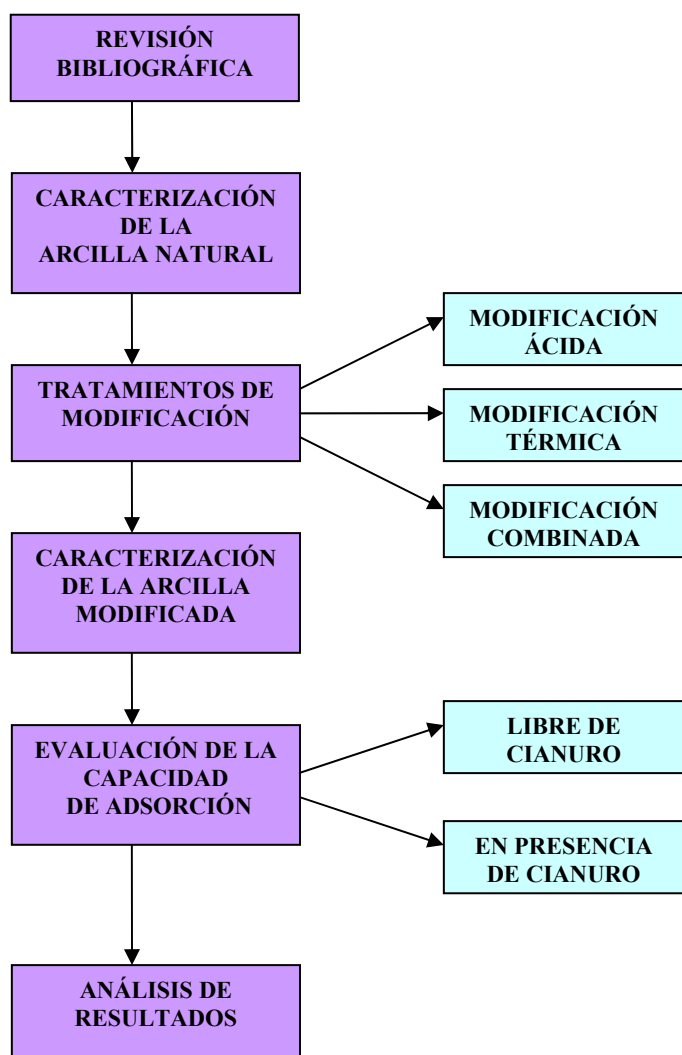 REVISIÓN
BIBLIOGRÁFICA
CARACTERIZACIÓN
DE LA
ARCILLA NATURAL
TRATAMIENTOS DE
MODIFICACIÓN
MODIFICACIÓN
ÁCIDA
MODIFICACIÓN
TÉRMICA
MODIFICACIÓN
COMBINADA
CARACTERIZACIÓN
DE LA ARCILLA
MODIFICADA
EVALUACIÓN DE LA
CAPACIDAD
DE ADSORCIÓN
LIBRE DE
CIANURO
EN PRESENCIA
DE CIANURO
ANÁLISIS DE
RESULTADOS